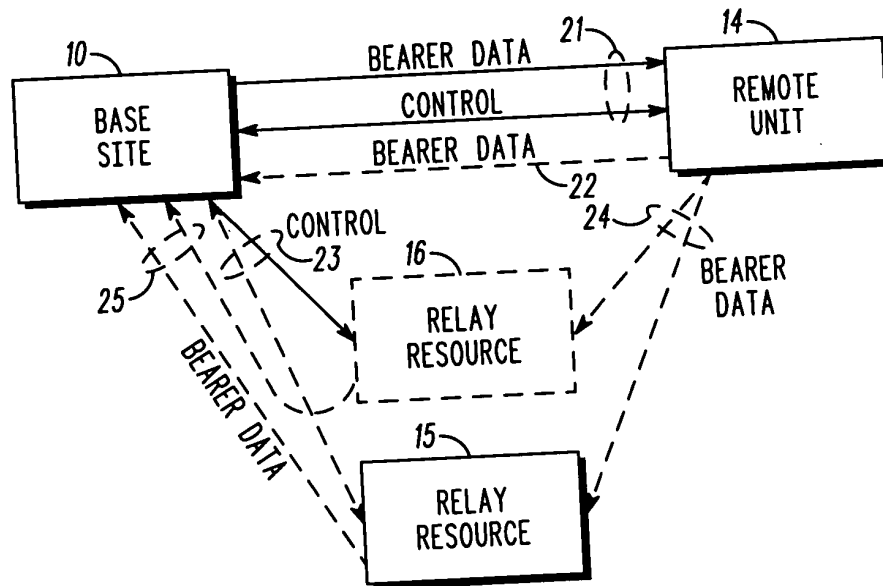 10
BASE
SITE
BEARER DATA
21
CONTROL
BEARER DATA
22
14
REMOTE
UNIT
CONTROL
23
24
BEARER
DATA
25
BEARER DATA
16
RELAY
RESOURCE
15
RELAY
RESOURCE